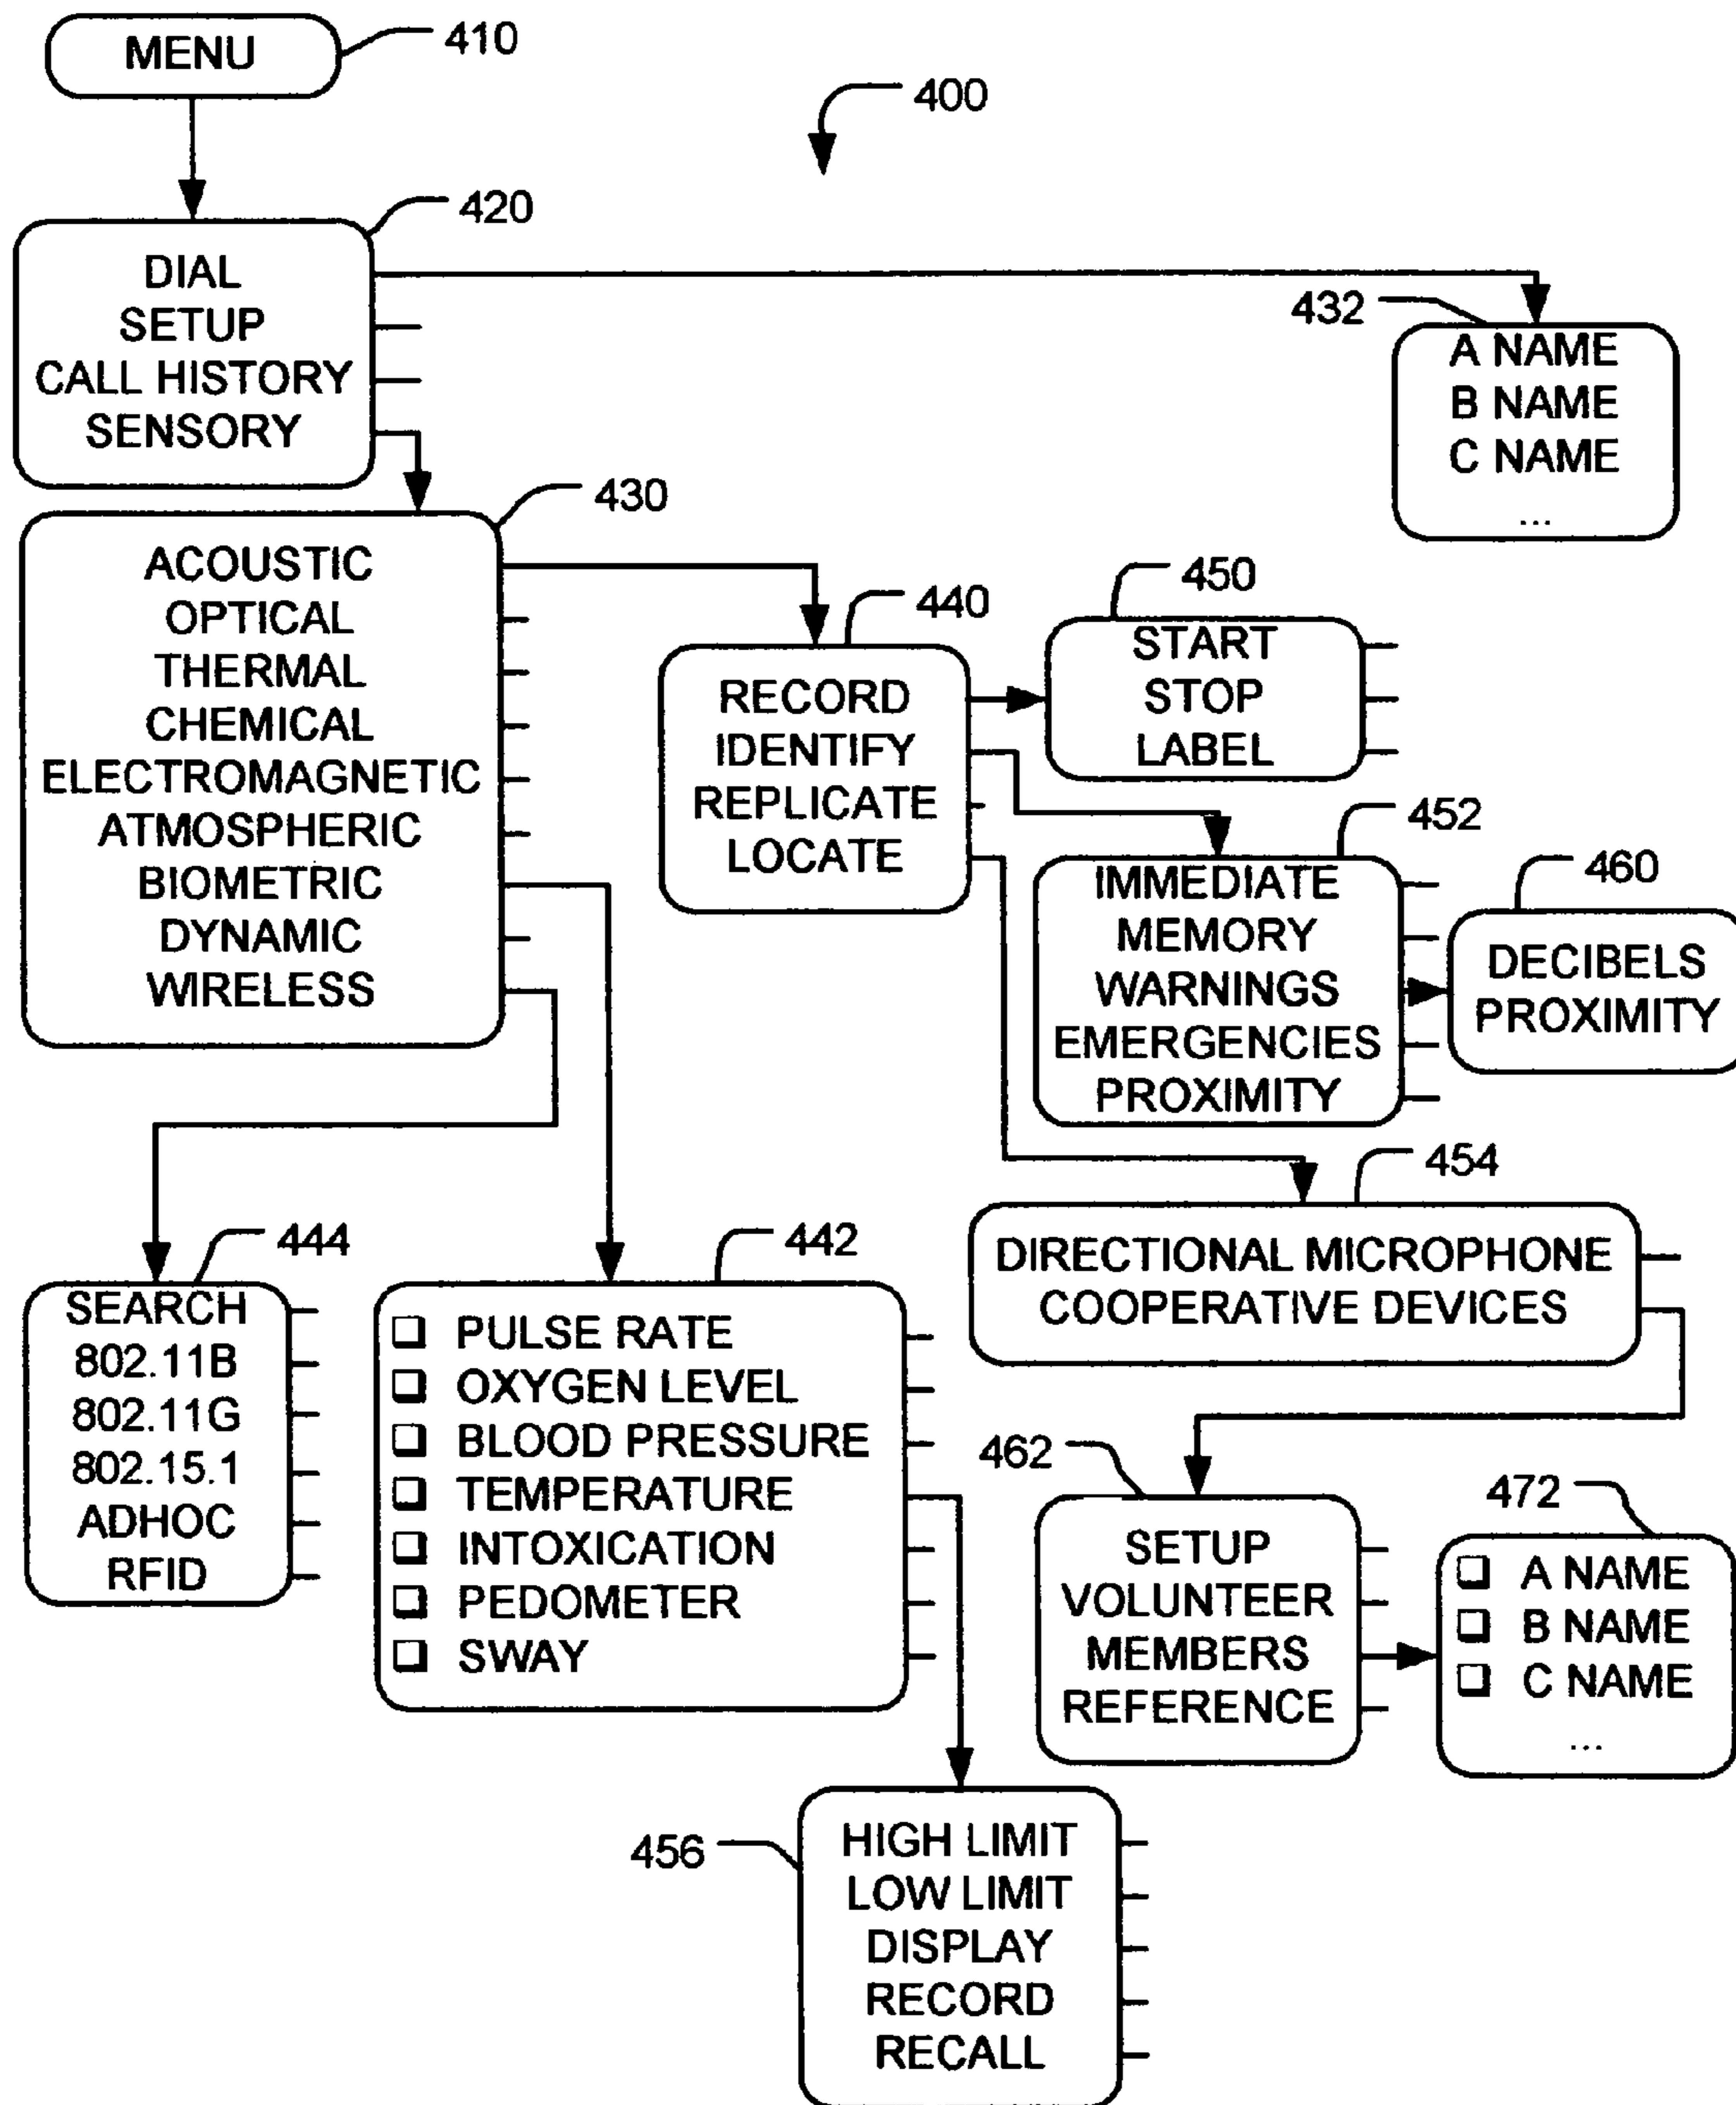 MENU
410
400
420
DIAL
SETUP
CALL HISTORY
SENSORY
432
A NAME
B NAME
C NAME
...
430
ACOUSTIC
OPTICAL
THERMAL
CHEMICAL
ELECTROMAGNETIC
ATMOSPHERIC
BIOMETRIC
DYNAMIC
WIRELESS
440
RECORD
IDENTIFY
REPLICATE
LOCATE
450
START
STOP
LABEL
452
IMMEDIATE
MEMORY
WARNINGS
EMERGENCIES
PROXIMITY
460
DECIBELS
PROXIMITY
454
DIRECTIONAL MICROPHONE
COOPERATIVE DEVICES
444
SEARCH
802.11B
802.11G
802.15.1
ADHOC
RFID
442
PULSE RATE
OXYGEN LEVEL
BLOOD PRESSURE
TEMPERATURE
INTOXICATION
PEDOMETER
SWAY
462
SETUP
VOLUNTEER
MEMBERS
REFERENCE
472
A NAME
B NAME
C NAME
...
456
HIGH LIMIT
LOW LIMIT
DISPLAY
RECORD
RECALL